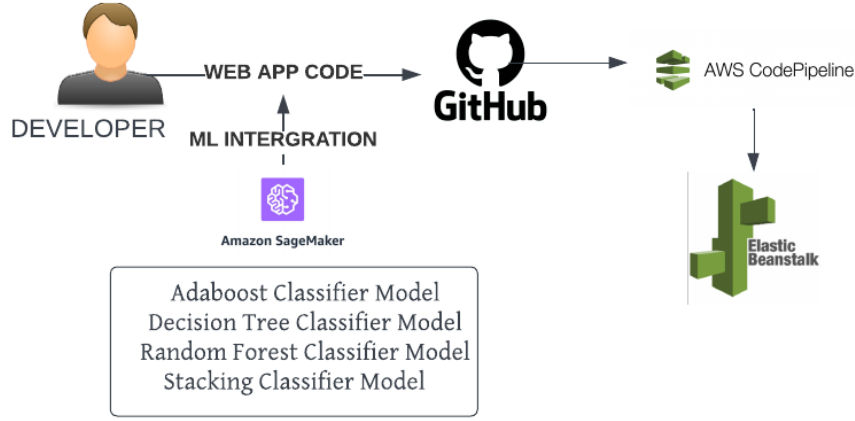 WEB APP CODE
GitHub
AWS CodePipeline
DEVELOPER
ML INTERGRATION
Amazon SageMaker
Elastic
Beanstalk
Adaboost Classifier Model
Decision Tree Classifier Model
Random Forest Classifier Model
Stacking Classifier Model